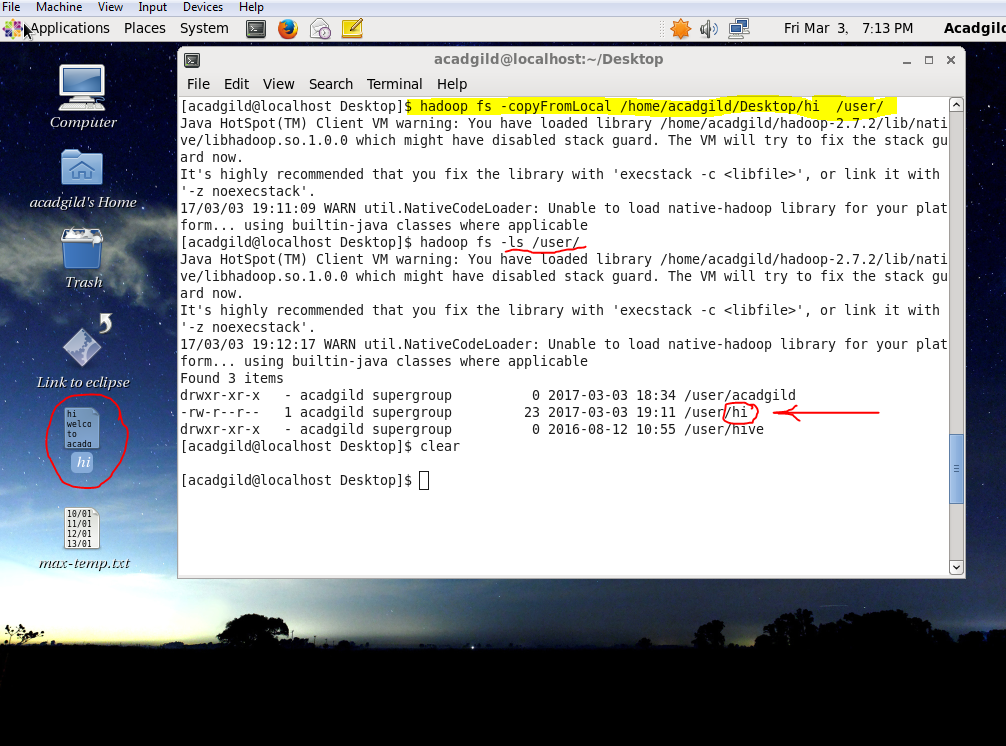 File Machine View Input Devices Help
Applications Places System Fri Mar 3, 7:13 PM Acadgild
acadgild@localhost:~/Desktop
File Edit View Search Terminal Help
[acadgild@localhost Desktop]$ hadoop fs -copyFromLocal /home/acadgild/Desktop/hi  /user/
Java HotSpot(TM) Client VM warning: You have loaded library /home/acadgild/hadoop-2.7.2/lib/nati
ve/libhadoop.so.1.0.0 which might have disabled stack guard. The VM will try to fix the stack gu
ard now.
It's highly recommended that you fix the library with 'execstack -c <libfile>', or link it with
'-z noexecstack'.
17/03/03 19:11:09 WARN util.NativeCodeLoader: Unable to load native-hadoop library for your plat
form... using builtin-java classes where applicable
[acadgild@localhost Desktop]$ hadoop fs -ls /user/
Java HotSpot(TM) Client VM warning: You have loaded library /home/acadgild/hadoop-2.7.2/lib/nati
ve/libhadoop.so.1.0.0 which might have disabled stack guard. The VM will try to fix the stack gu
ard now.
It's highly recommended that you fix the library with 'execstack -c <libfile>', or link it with
'-z noexecstack'.
17/03/03 19:12:17 WARN util.NativeCodeLoader: Unable to load native-hadoop library for your plat
form... using builtin-java classes where applicable
Found 3 items
drwxr-xr-x   - acadgild supergroup          0 2017-03-03 18:34 /user/acadgild
-rw-r--r--   1 acadgild supergroup         23 2017-03-03 19:11 /user/hi
drwxr-xr-x   - acadgild supergroup          0 2016-08-12 10:55 /user/hive
[acadgild@localhost Desktop]$ clear
[acadgild@localhost Desktop]$
Computer
acadgild's Home
Trash
Link to eclipse
hi
welco
to
acadg
hi
10/01
11/01
12/01
13/01
max-temp.txt